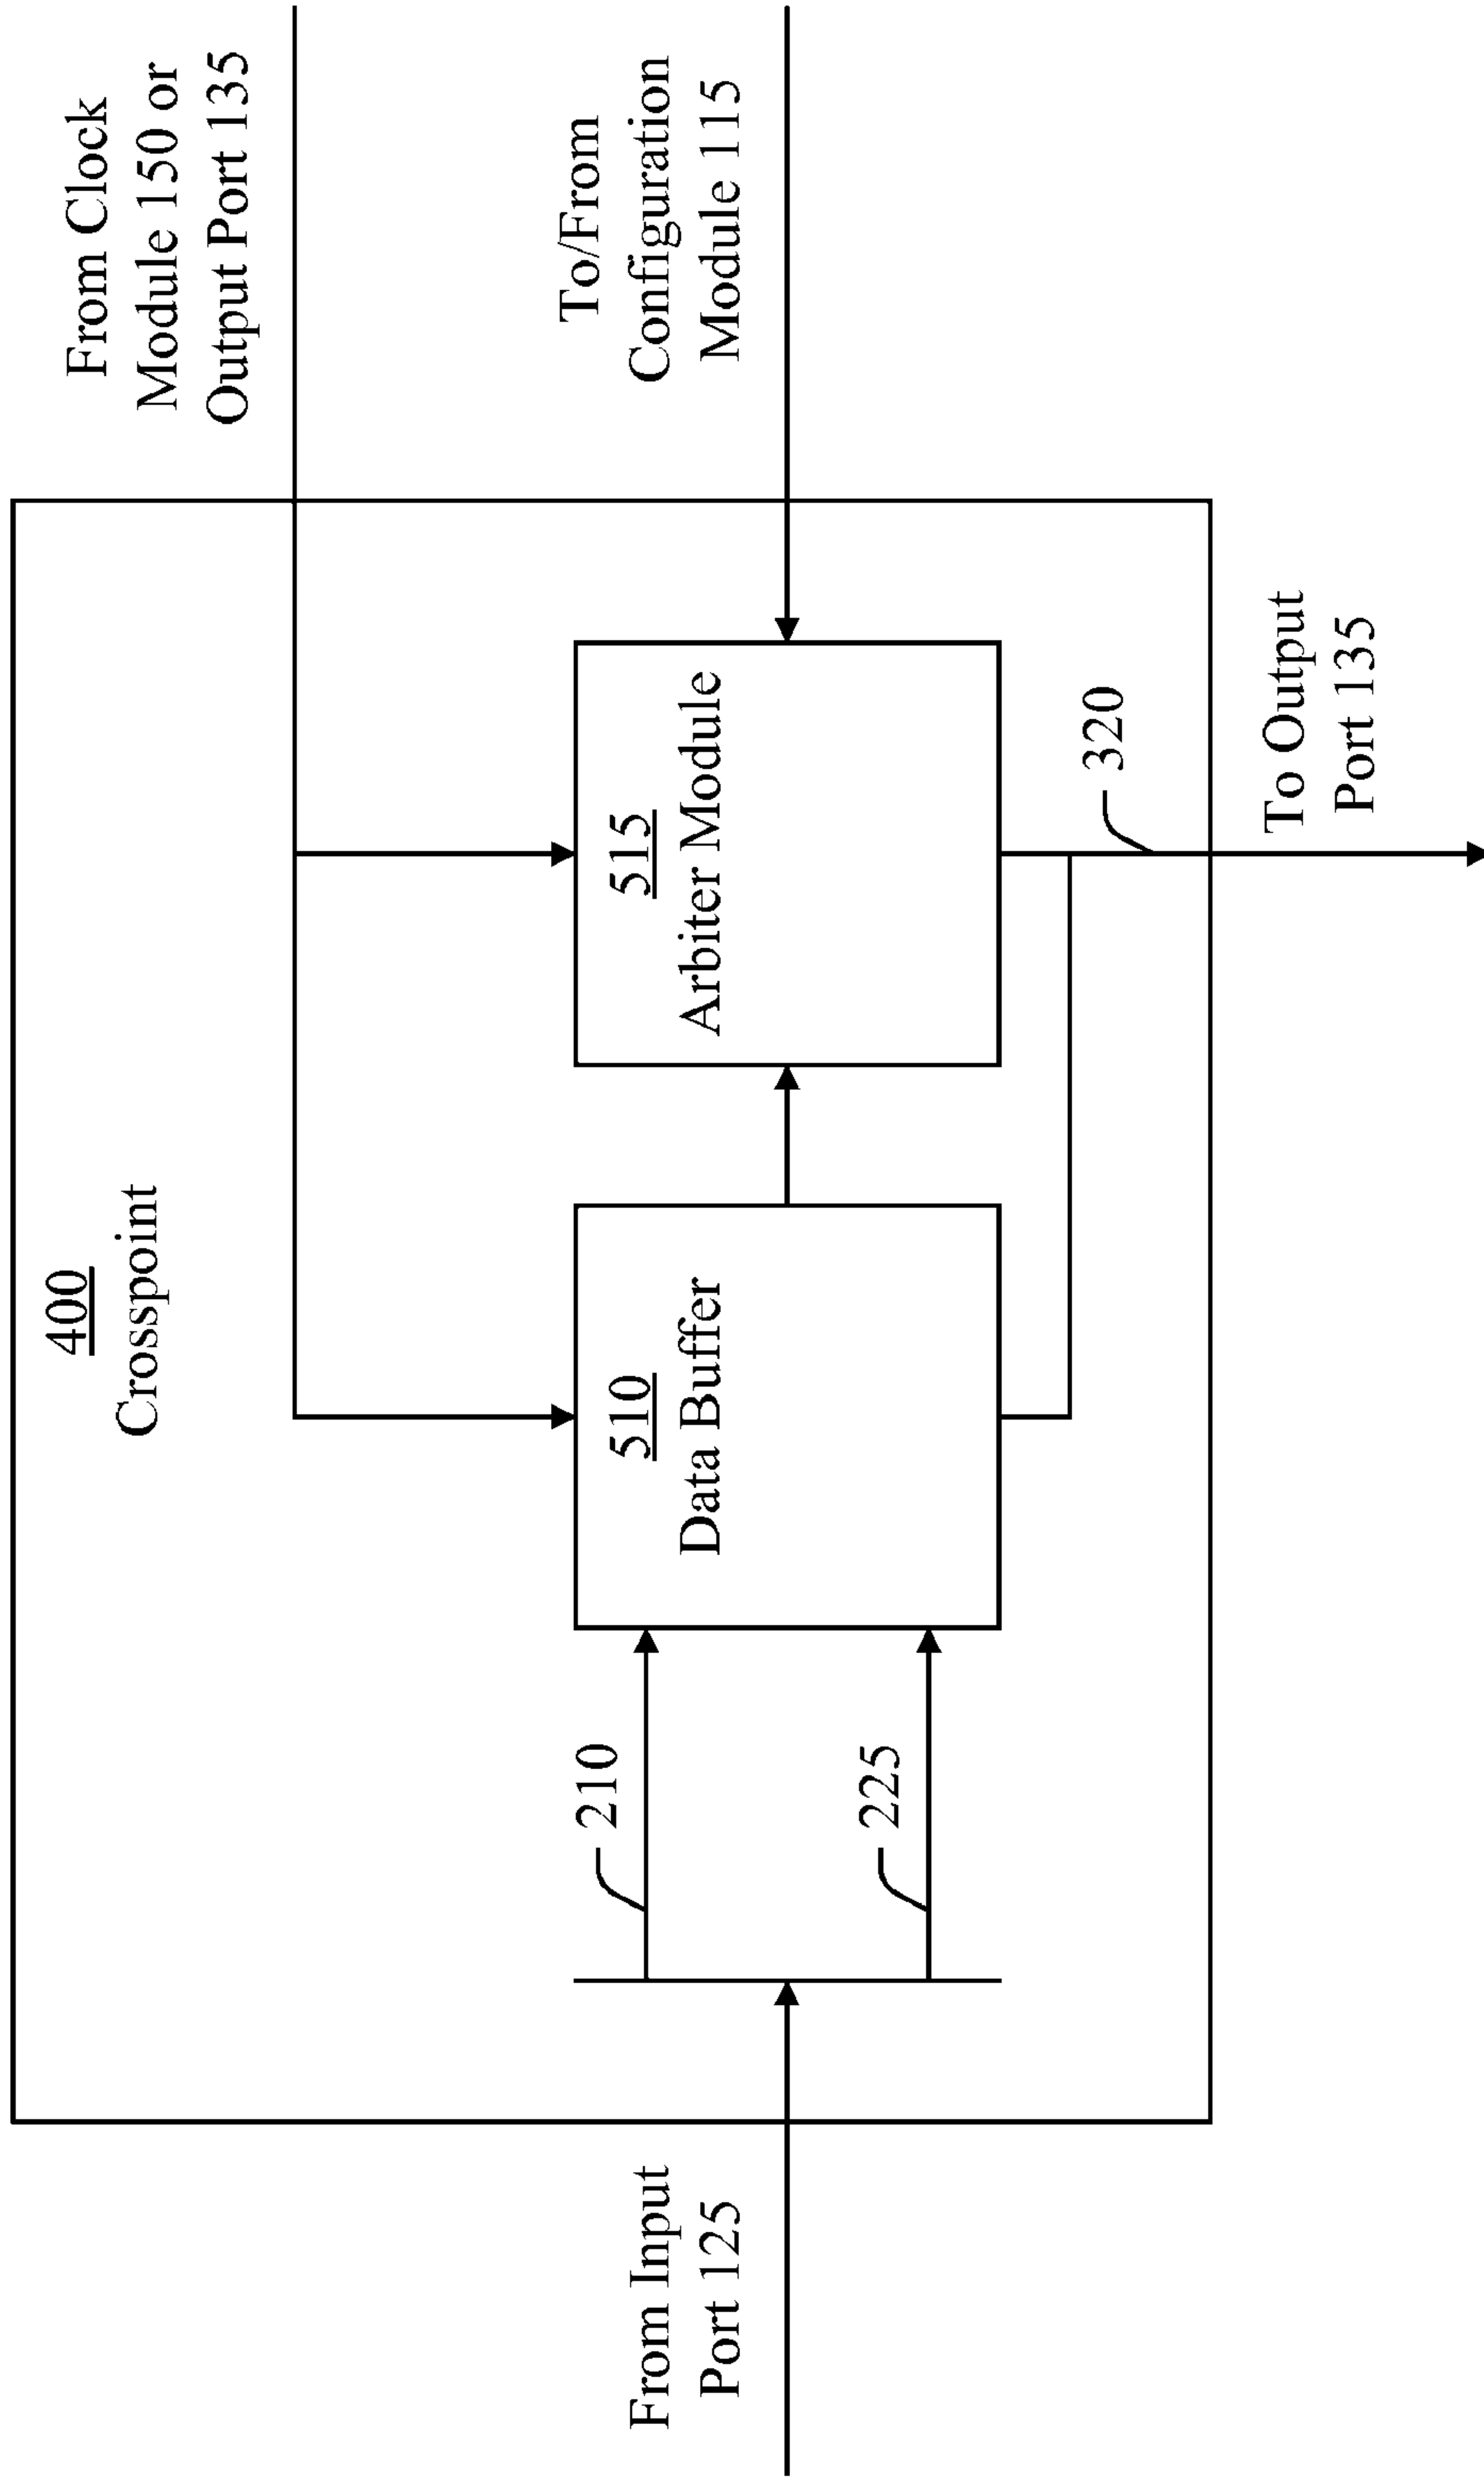 400
Crosspoint
From Clock
Module 150 or
Output Port 135
From Input
Port 125
210
225
510
Data Buffer
515
Arbiter Module
To/From
Configuration
Module 115
320
To Output
Port 135